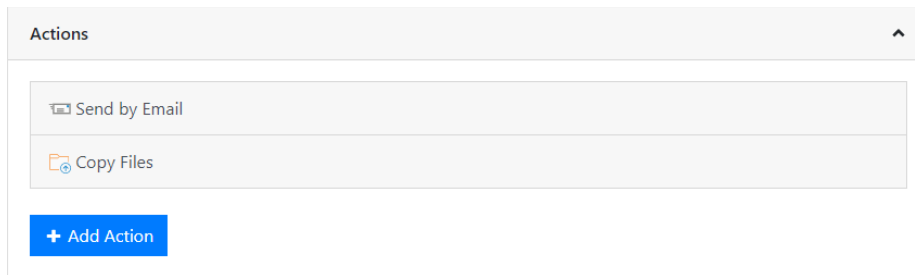 Actions
Send by Email
Copy Files
+ Add Action